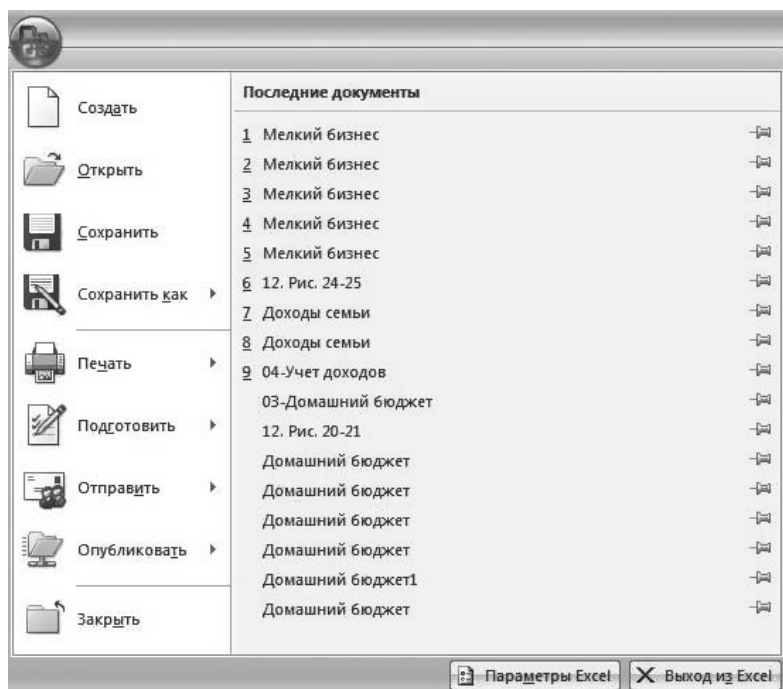 Создать
Открыть
Сохранить
Сохранить как
Печать
Подготовить
Отправить
Опубликовать
Закрыть
Последние документы
1 Мелкий бизнес
2 Мелкий бизнес
3 Мелкий бизнес
4 Мелкий бизнес
5 Мелкий бизнес
6 12. Рис. 24-25
7 Доходы семьи
8 Доходы семьи
9 04-Учет доходов
03-Домашний бюджет
12. Рис. 20-21
Домашний бюджет
Домашний бюджет
Домашний бюджет
Домашний бюджет
Домашний бюджет1
Домашний бюджет
Параметры Excel
Выход из Excel